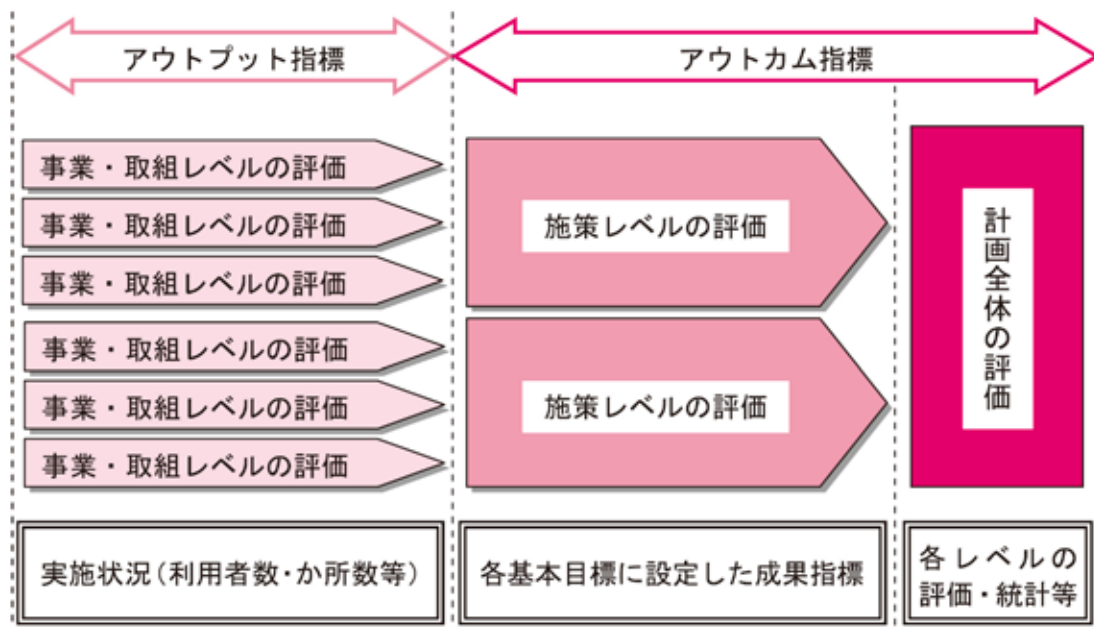 アウトプット指標
アウトカム指標
事業・取組レベルの評価
事業・取組レベルの評価
事業・取組レベルの評価
事業・取組レベルの評価
事業・取組レベルの評価
事業・取組レベルの評価
施策レベルの評価
施策レベルの評価
計画全体の評価
実施状況（利用者数・か所数等）
各基本目標に設定した成果指標
各レベルの
評価・統計等